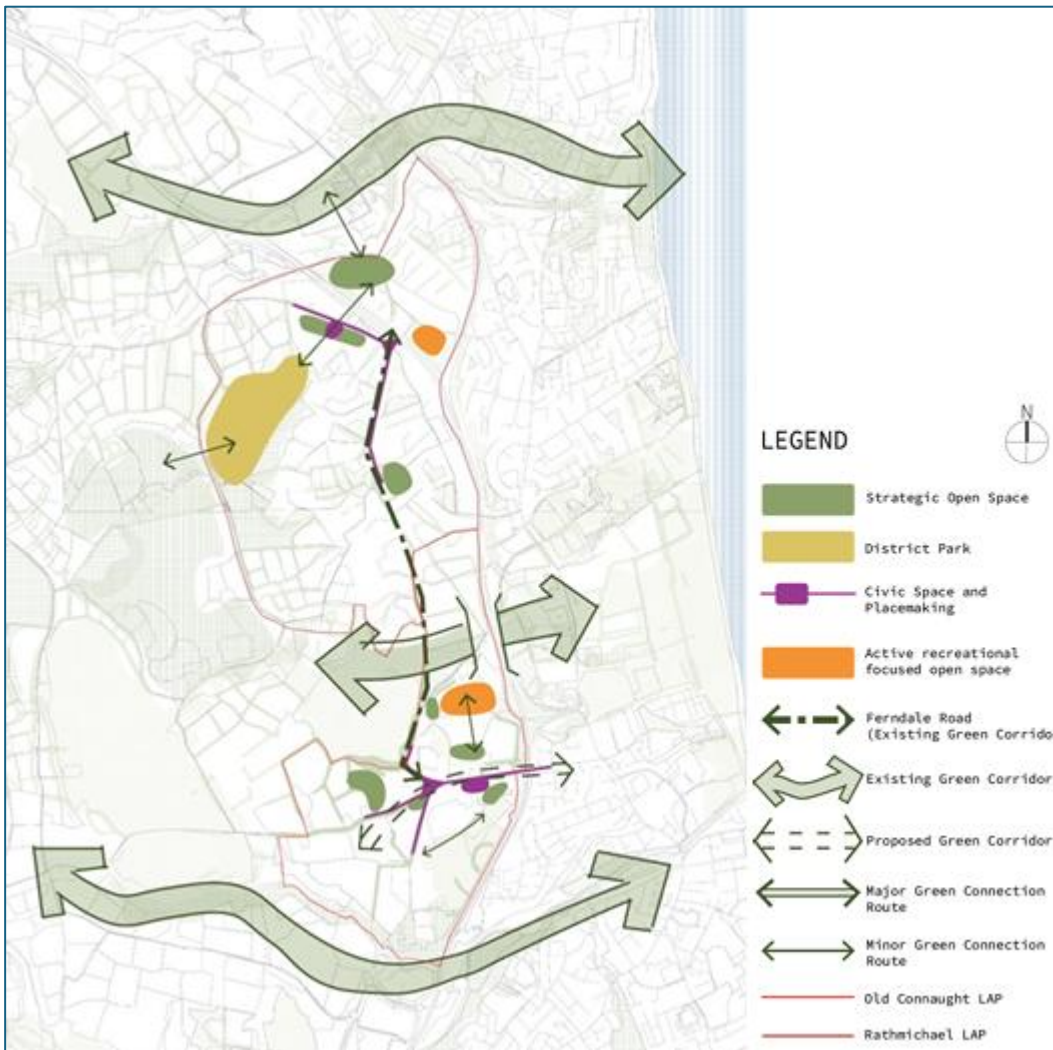 N
LEGEND
Strategic Open Space
District Park
Civic Space and
Placemaking
Active recreational
focused open space
Ferndale Road
(Existing Green Corrido
Existing Green Corridor
Proposed Green Corridor
Major Green Connection
Route
Minor Green Connection
Route
Old Connaught LAP
Rathmichael LAP